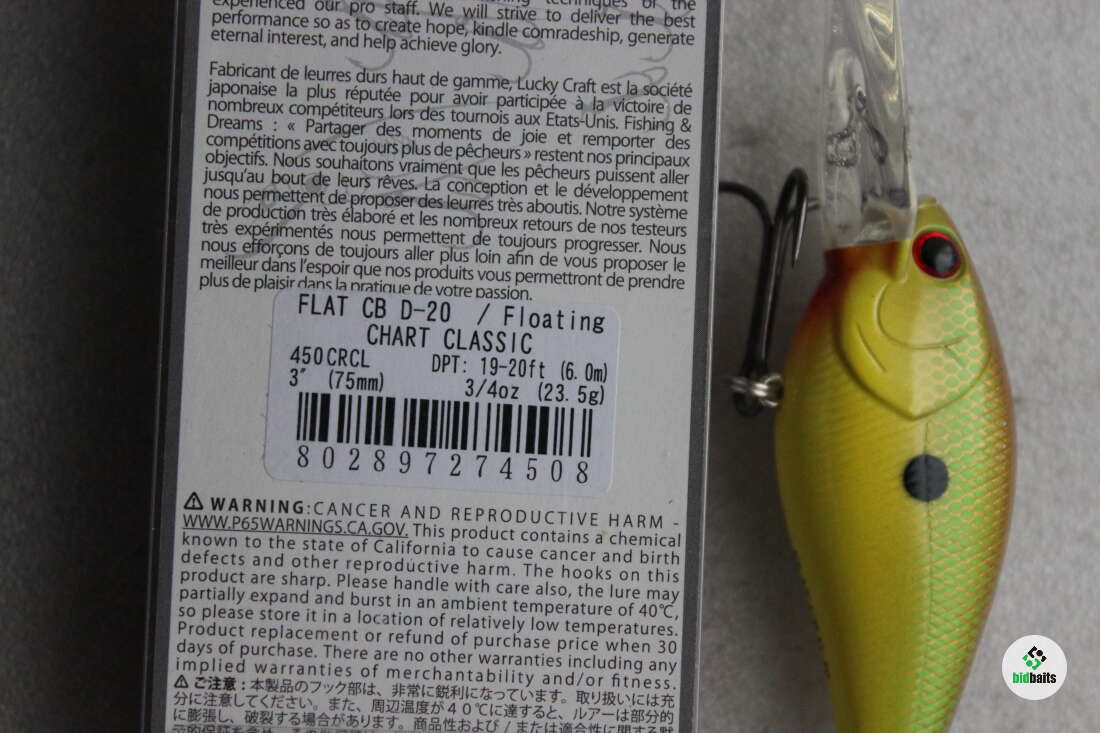 experienced our pro staff. We will strive to deliver the best
performance so as to create hope, kindle comradeship, generate
eternal interest, and help achieve glory.
Fabricant de leurres durs haut de gamme, Lucky Craft est la société
japonaise la plus réputée pour avoir participée à la victoire de
nombreux compétiteurs lors des tournois aux Etats-Unis. Fishing &
Dreams : « Partager des moments de joie et remporter des
compétitions avec toujours plus de pêcheurs » restent nos principaux
objectifs. Nous souhaitons vraiment que les pêcheurs puissent aller
jusqu'au bout de leurs rêves. La conception et le développement
nous permettent de proposer des leurres très aboutis. Notre système
de production très élaboré et les nombreux retours de nos testeurs
très expérimentés nous permettent de toujours progresser. Nous
nous efforçons de toujours aller plus loin afin de vous proposer le
meilleur dans l'espoir que nos produits vous permettront de prendre
plus de plaisir dans la pratique de votre passion.
FLAT CB D-20 / Floating
CHART CLASSIC
450CRCL DPT: 19-20ft (6.0m)
3" (75mm) 3/4oz (23.5g)
802897274508
⚠ WARNING:CANCER AND REPRODUCTIVE HARM -
WWW.P65WARNINGS.CA.GOV. This product contains a chemical
known to the state of California to cause cancer and birth
defects and other reproductive harm. The hooks on this
product are sharp. Please handle with care also, the lure may
partially expand and burst in an ambient temperature of 40℃,
so please store it in a location of relatively low temperatures.
Product replacement or refund of purchase price when 30
days of purchase. There are no other warranties including any
implied warranties of merchantability and/or fitness.
⚠ご注意:本製品のフック部は、非常に鋭利になっています。取り扱いには充
分に注意してください。また、周辺温度が40℃に達すると、ルアーは部分的
に膨張し、破裂する場合があります。商品性および / または適合性に関する黙
bidbaits